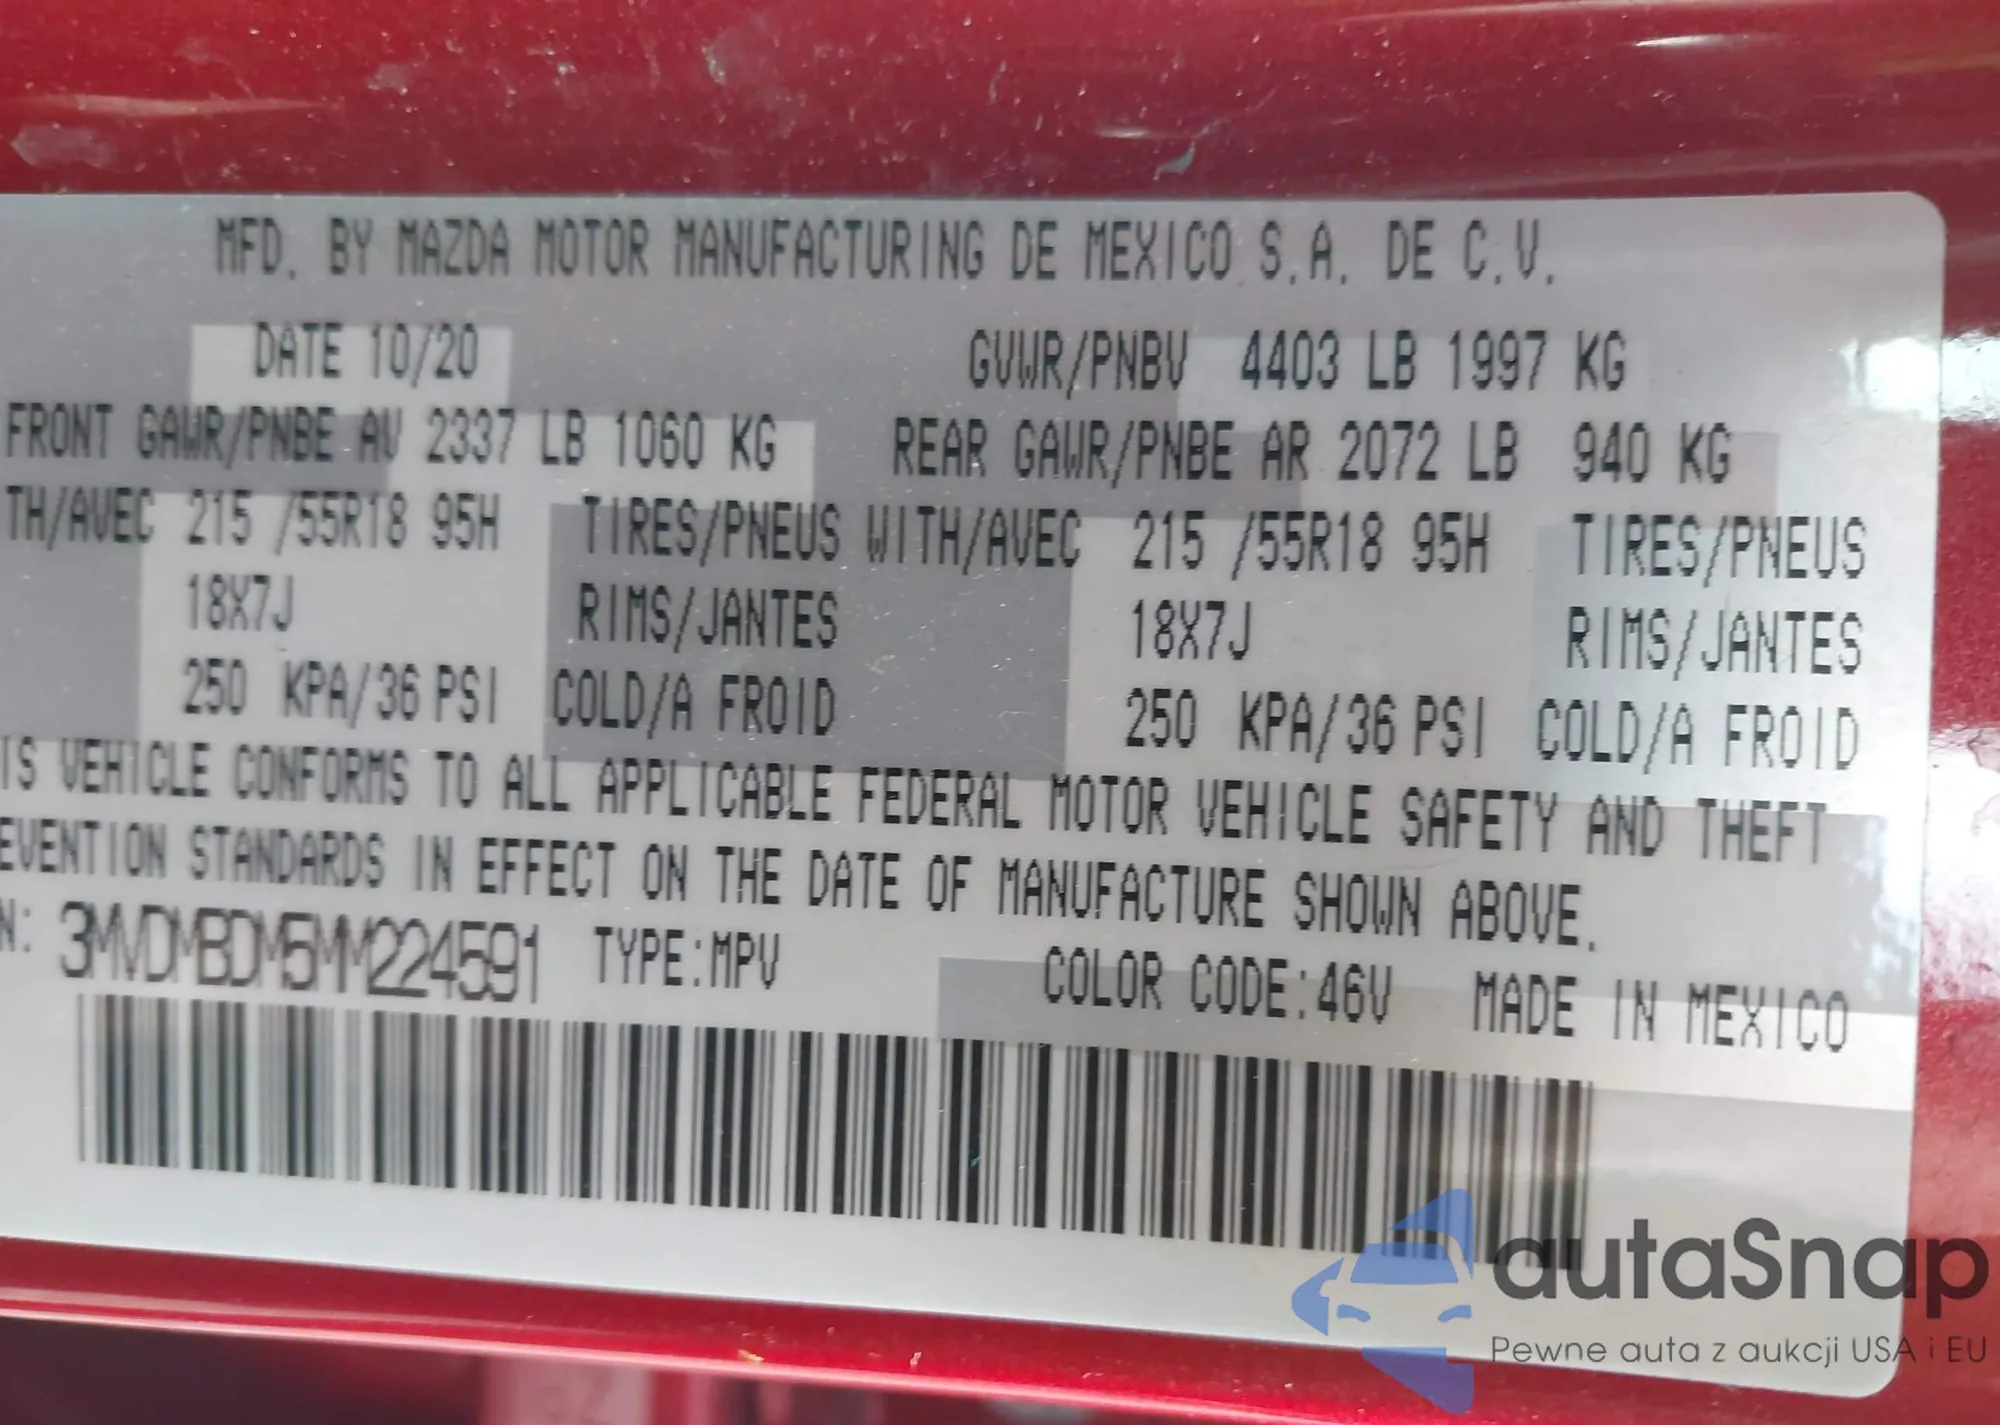 MFD. BY MAZDA MOTOR MANUFACTURING DE MEXICO S.A. DE C.V.
DATE 10/20 GVWR/PNBV 4403 LB 1997 KG
FRONT GAWR/PNBE AV 2337 LB 1060 KG REAR GAWR/PNBE AR 2072 LB 940 KG
TH/AVEC 215 /55R18 95H TIRES/PNEUS WITH/AVEC 215 /55R18 95H TIRES/PNEUS
18X7J RIMS/JANTES 18X7J RIMS/JANTES
250 KPA/36 PSI COLD/A FROID 250 KPA/36 PSI COLD/A FROID
IS VEHICLE CONFORMS TO ALL APPLICABLE FEDERAL MOTOR VEHICLE SAFETY AND THEFT
EVENTION STANDARDS IN EFFECT ON THE DATE OF MANUFACTURE SHOWN ABOVE.
N: 3MVDMBDM5MM224591 TYPE:MPV COLOR CODE:46V MADE IN MEXICO
autaSnap
Pewne auta z aukcji USA i EU